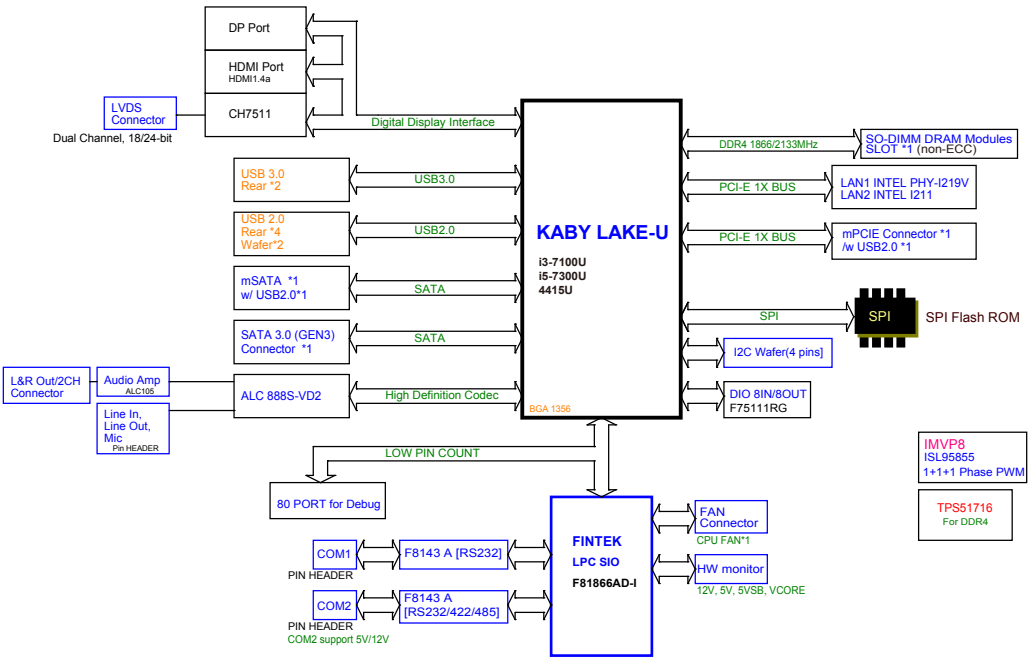 DP Port
HDMI Port
HDMI1.4a
CH7511
LVDS
Connector
Dual Channel, 18/24-bit
Digital Display Interface
USB 3.0
Rear *2
USB3.0
USB 2.0
Rear *4
Wafer*2
USB2.0
mSATA *1
w/ USB2.0*1
SATA
SATA 3.0 (GEN3)
Connector *1
SATA
L&R Out/2CH
Connector
Audio Amp
ALC105
Line In,
Line Out,
Mic
Pin HEADER
ALC 888S-VD2
High Definition Codec
KABY LAKE-U
i3-7100U
i5-7300U
4415U
BGA 1356
DDR4 1866/2133MHz
SO-DIMM DRAM Modules
SLOT *1 (non-ECC)
PCI-E 1X BUS
LAN1 INTEL PHY-I219V
LAN2 INTEL I211
PCI-E 1X BUS
mPCIE Connector *1
/w USB2.0 *1
SPI
SPI
SPI Flash ROM
I2C Wafer(4 pins]
DIO 8IN/8OUT
F75111RG
LOW PIN COUNT
80 PORT for Debug
IMVP8
ISL95855
1+1+1 Phase PWM
TPS51716
For DDR4
FINTEK
LPC SIO
F81866AD-I
FAN
Connector
CPU FAN*1
HW monitor
12V, 5V, 5VSB, VCORE
COM1
PIN HEADER
F8143 A [RS232]
COM2
PIN HEADER
COM2 support 5V/12V
F8143 A
[RS232/422/485]